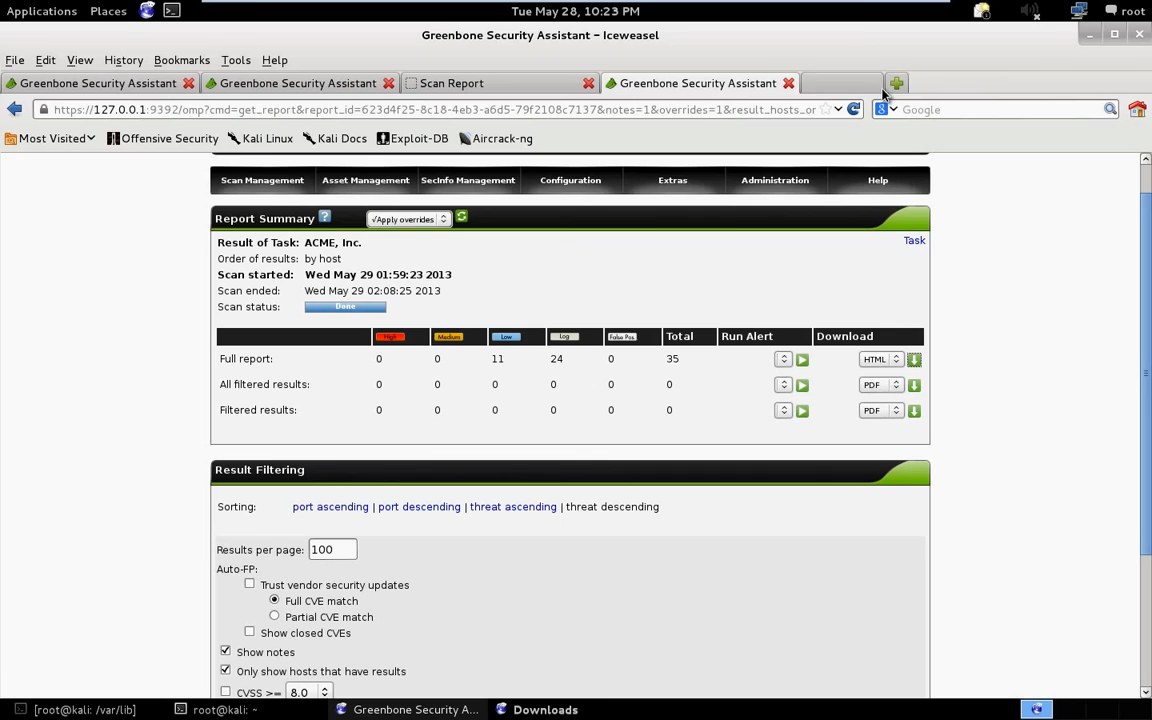 Applications Places Tue May 28, 10:23 PM root
Greenbone Security Assistant – Iceweasel
File Edit View History Bookmarks Tools Help
Greenbone Security Assistant Greenbone Security Assistant Scan Report Greenbone Security Assistant
https://127.0.0.1:9392/omp?cmd=get_report&report_id=623d4f25-8c18-4eb3-a6d5-79f2108c7137&notes=1&overrides=1&result_hosts_or Google
Most Visited Offensive Security Kali Linux Kali Docs Exploit-DB Aircrack-ng
Scan Management Asset Management SecInfo Management Configuration Extras Administration Help
Report Summary √Apply overrides
Result of Task: ACME, Inc. Task
Order of results: by host
Scan started: Wed May 29 01:59:23 2013
Scan ended: Wed May 29 02:08:25 2013
Scan status: Done
High Medium Low Log False Pos. Total Run Alert Download
Full report: 0 0 11 24 0 35 HTML
All filtered results: 0 0 0 0 0 0 PDF
Filtered results: 0 0 0 0 0 0 PDF
Result Filtering
Sorting: port ascending | port descending | threat ascending | threat descending
Results per page: 100
Auto-FP:
Trust vendor security updates
Full CVE match
Partial CVE match
Show closed CVEs
Show notes
Only show hosts that have results
CVSS >= 8.0
[root@kali: /var/lib] root@kali: ~ Greenbone Security A... Downloads